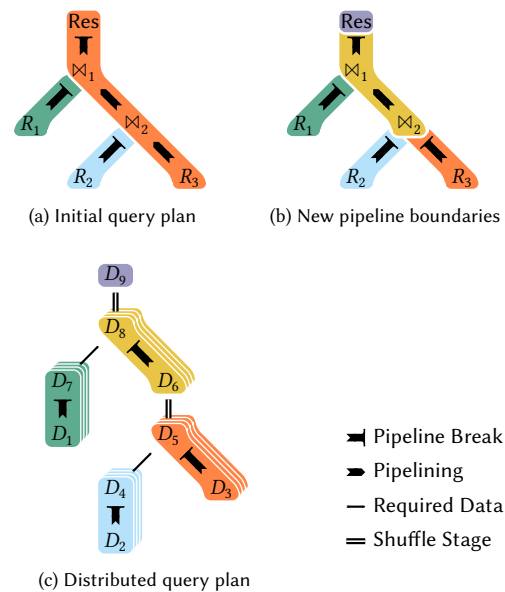 Res
⋈1
R1
⋈2
R2
R3
(a) Initial query plan
Res
⋈1
R1
⋈2
R2
R3
(b) New pipeline boundaries
D9
D8
D7
D6
D1
D5
D4
D3
D2
(c) Distributed query plan
Pipeline Break
Pipelining
Required Data
Shuffle Stage